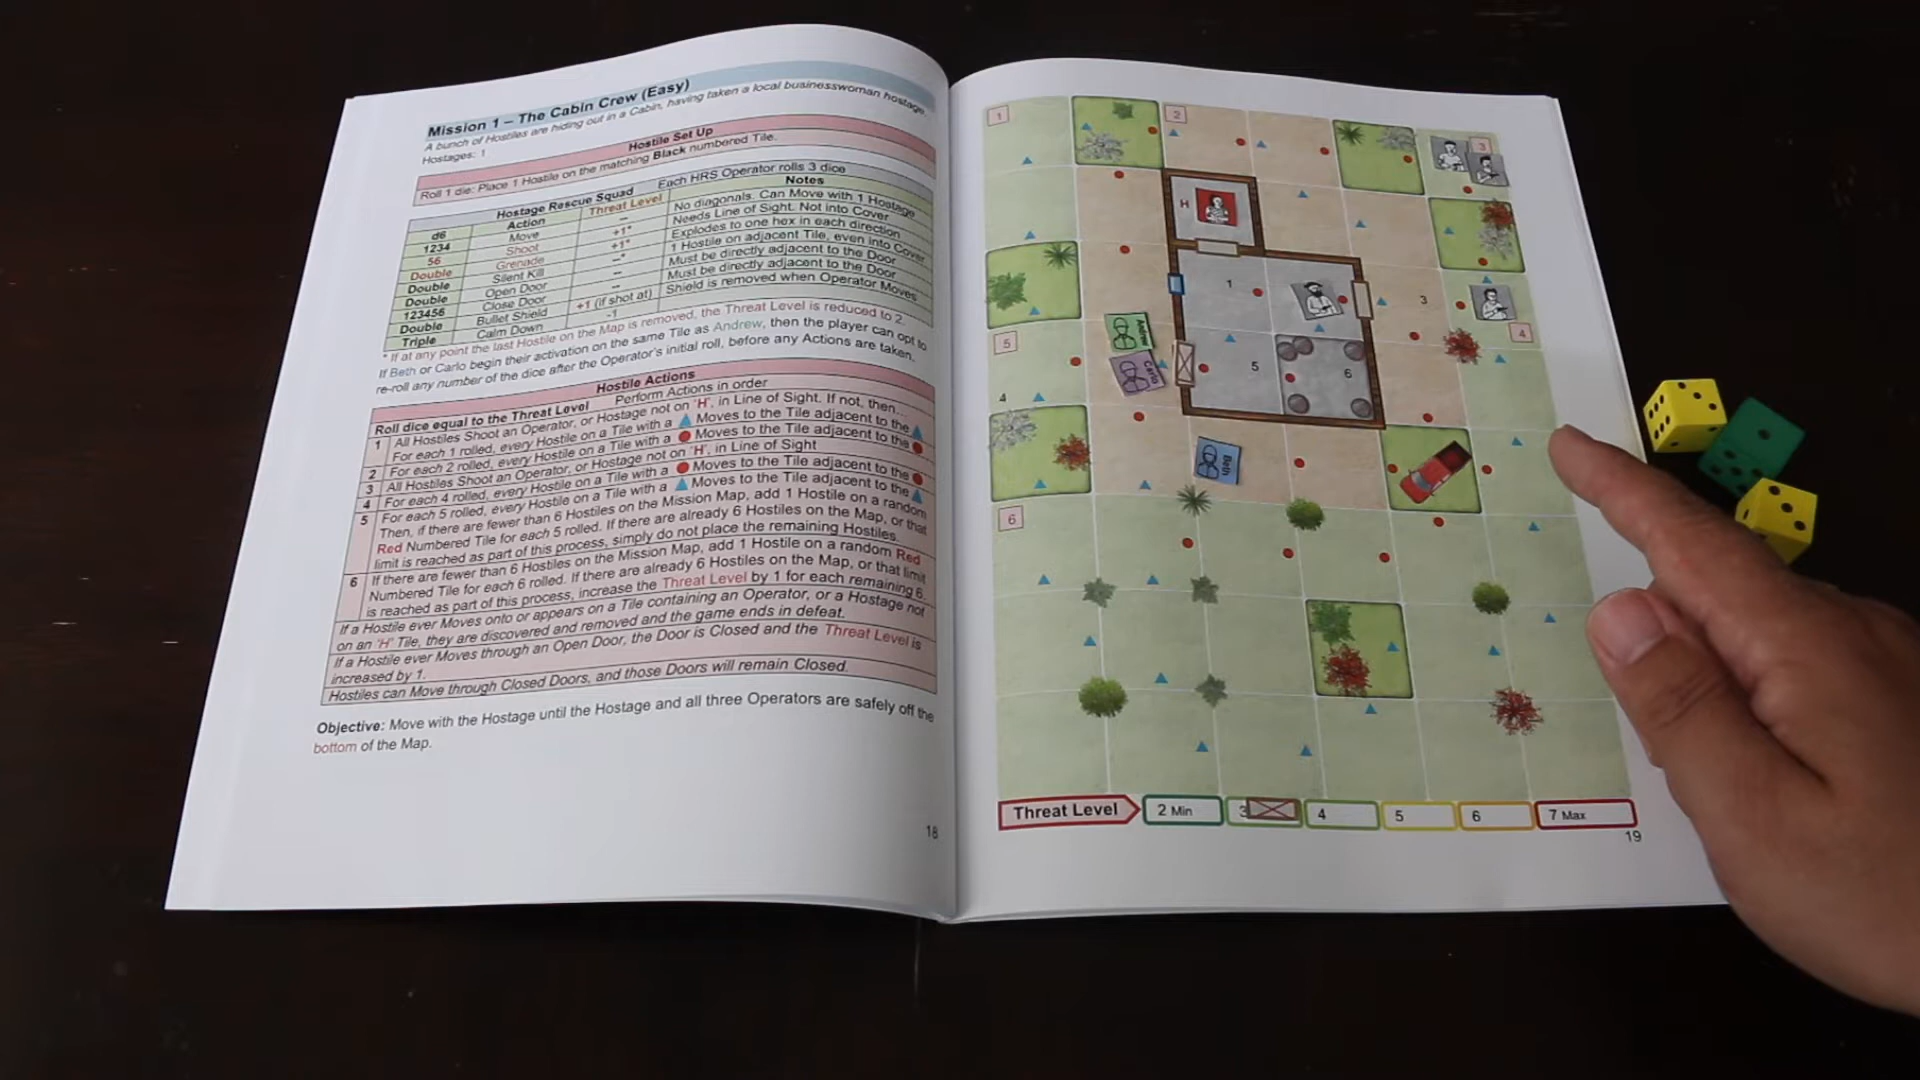 Mission 1 – The Cabin Crew (Easy)
A bunch of Hostiles are hiding out in a Cabin, having taken a local businesswoman hostage.
Hostages: 1
Hostile Set Up
Roll 1 die: Place 1 Hostile on the matching Black numbered Tile.
Hostage Rescue Squad Each HRS Operator rolls 3 dice
d6 Action Threat Level Notes
1234 Move -- No diagonals. Can Move with 1 Hostage
56 Shoot +1* Needs Line of Sight. Not into Cover
Double Grenade +1* Explodes to one hex in each direction
Double Silent Kill --* 1 Hostile on adjacent Tile, even into Cover
Double Open Door -- Must be directly adjacent to the Door
123456 Close Door -- Must be directly adjacent to the Door
Double Bullet Shield +1 (if shot at) Shield is removed when Operator Moves
Triple Calm Down -1
* If at any point the last Hostile on the Map is removed, the Threat Level is reduced to 2.
If Beth or Carlo begin their activation on the same Tile as Andrew, then the player can opt to
re-roll any number of the dice after the Operator's initial roll, before any Actions are taken.
Hostile Actions
Roll dice equal to the Threat Level Perform Actions in order
1 All Hostiles Shoot an Operator, or Hostage not on 'H', in Line of Sight. If not, then...
For each 1 rolled, every Hostile on a Tile with a Moves to the Tile adjacent to the
2 For each 2 rolled, every Hostile on a Tile with a Moves to the Tile adjacent to the
3 All Hostiles Shoot an Operator, or Hostage not on 'H', in Line of Sight
4 For each 4 rolled, every Hostile on a Tile with a Moves to the Tile adjacent to the
5 For each 5 rolled, every Hostile on a Tile with a Moves to the Tile adjacent to the
Then, if there are fewer than 6 Hostiles on the Mission Map, add 1 Hostile on a random
Red Numbered Tile for each 5 rolled. If there are already 6 Hostiles on the Map, or that
limit is reached as part of this process, simply do not place the remaining Hostiles.
6 If there are fewer than 6 Hostiles on the Mission Map, add 1 Hostile on a random Red
Numbered Tile for each 6 rolled. If there are already 6 Hostiles on the Map, or that limit
is reached as part of this process, increase the Threat Level by 1 for each remaining 6.
If a Hostile ever Moves onto or appears on a Tile containing an Operator, or a Hostage not
on an 'H' Tile, they are discovered and removed and the game ends in defeat.
If a Hostile ever Moves through an Open Door, the Door is Closed and the Threat Level is
increased by 1.
Hostiles can Move through Closed Doors, and those Doors will remain Closed.
Objective: Move with the Hostage until the Hostage and all three Operators are safely off the
bottom of the Map.
18
1
2
3
H
1
3
4
Andrew
5
Carlo
5
6
4
Beth
6
Threat Level 2 Min 3 4 5 6 7 Max
19